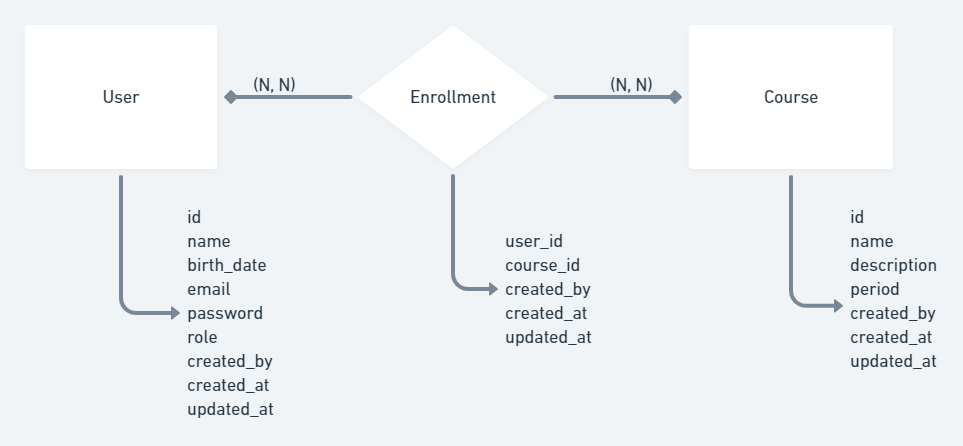 User
(N, N)
Enrollment
(N, N)
Course
id
name
birth_date
email
password
role
created_by
created_at
updated_at
user_id
course_id
created_by
created_at
updated_at
id
name
description
period
created_by
created_at
updated_at